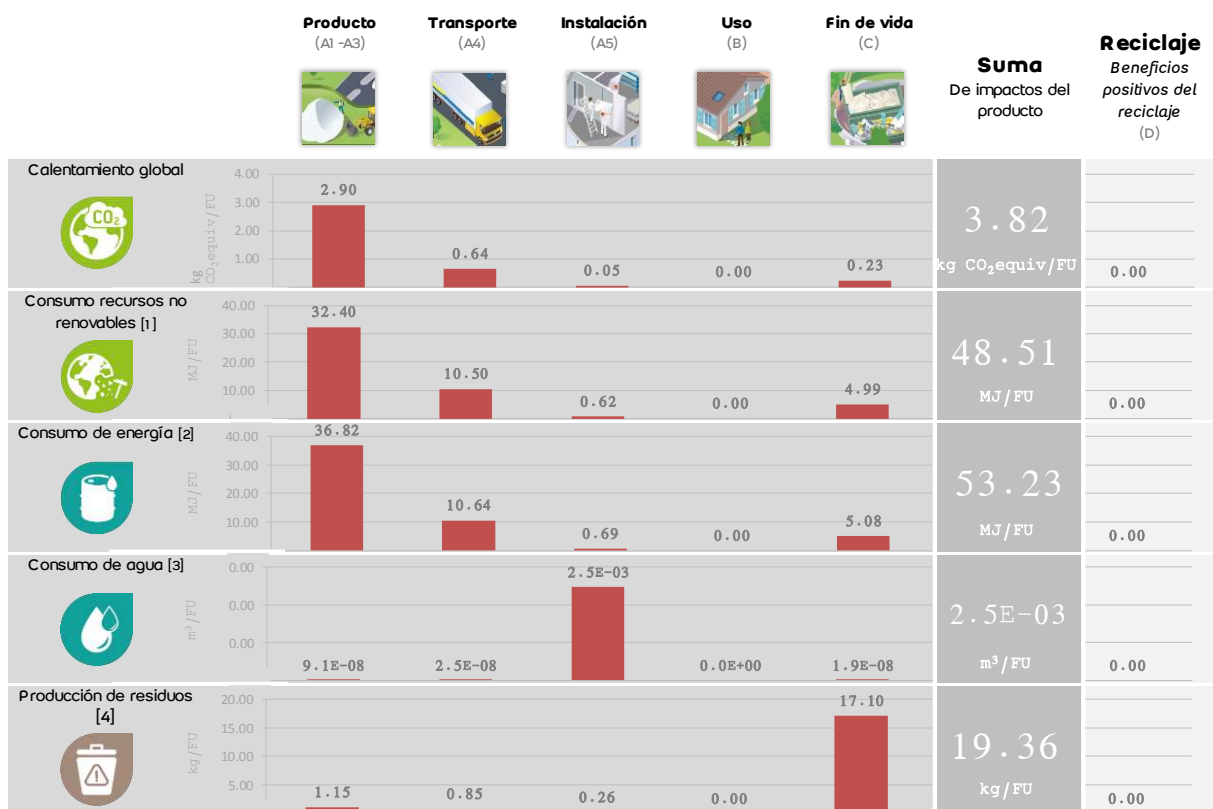 Producto
(A1 -A3)
Transporte
(A4)
Instalación
(A5)
Uso
(B)
Fin de vida
(C)
Suma
De impactos del
producto
Reciclaje
Beneficios
positivos del
reciclaje
(D)
Calentamiento global
CO₂
kg
CO₂equiv/FU
4.00
3.00
2.00
1.00
2.90
0.64
0.05
0.00
0.23
3.82
kg CO₂equiv/FU
0.00
Consumo recursos no
renovables [1]
MJ/FU
40.00
30.00
20.00
10.00
32.40
10.50
0.62
0.00
4.99
48.51
MJ/FU
0.00
Consumo de energía [2]
MJ/FU
40.00
30.00
20.00
10.00
36.82
10.64
0.69
0.00
5.08
53.23
MJ/FU
0.00
Consumo de agua [3]
m³/FU
0.00
0.00
0.00
9.1E-08
2.5E-08
2.5E-03
0.0E+00
1.9E-08
2.5E-03
m³/FU
0.00
Producción de residuos
[4]
kg/FU
20.00
15.00
10.00
5.00
1.15
0.85
0.26
0.00
17.10
19.36
kg/FU
0.00